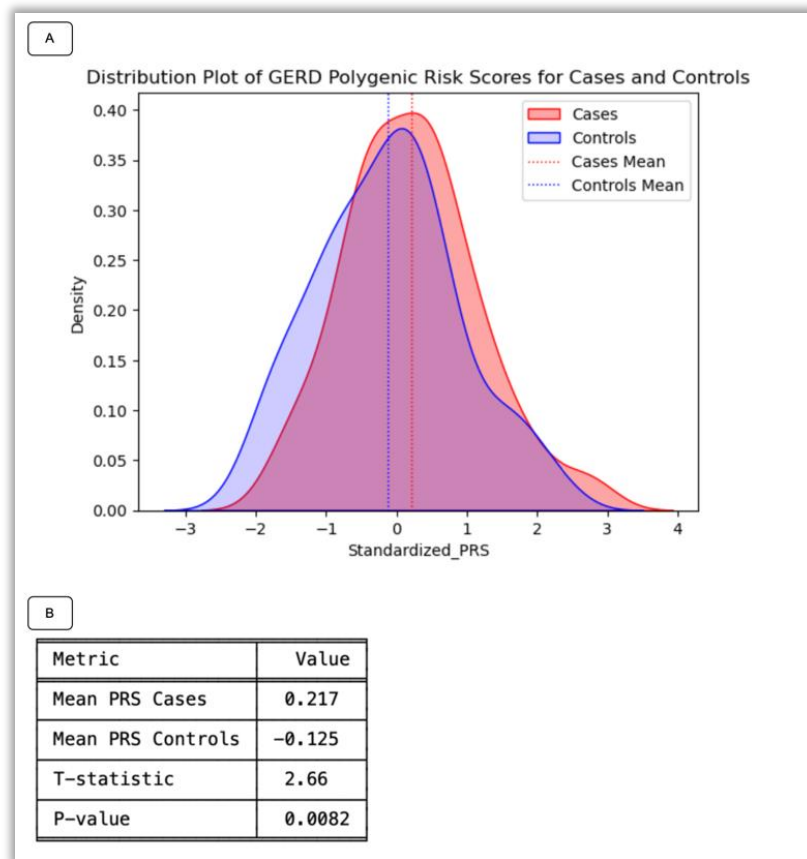 A
Distribution Plot of GERD Polygenic Risk Scores for Cases and Controls
Cases
Controls
Cases Mean
Controls Mean
0.40
0.35
0.30
0.25
0.20
0.15
0.10
0.05
0.00
Density
−3 −2 −1 0 1 2 3 4
Standardized_PRS
B
Metric Value
Mean PRS Cases 0.217
Mean PRS Controls −0.125
T−statistic 2.66
P−value 0.0082